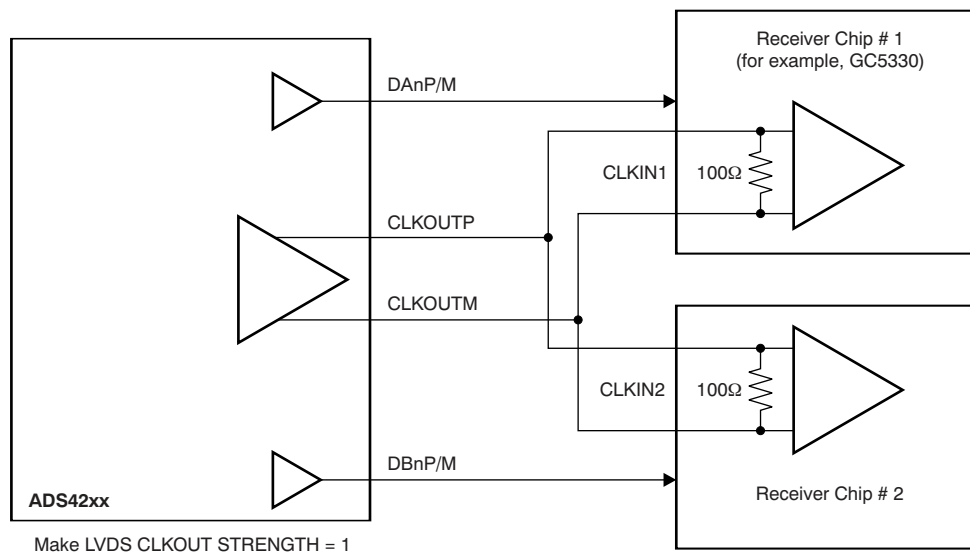 Receiver Chip # 1
(for example, GC5330)
DAnP/M
CLKIN1
100Ω
CLKOUTP
CLKOUTM
CLKIN2
100Ω
DBnP/M
ADS42xx
Receiver Chip # 2
Make LVDS CLKOUT STRENGTH = 1